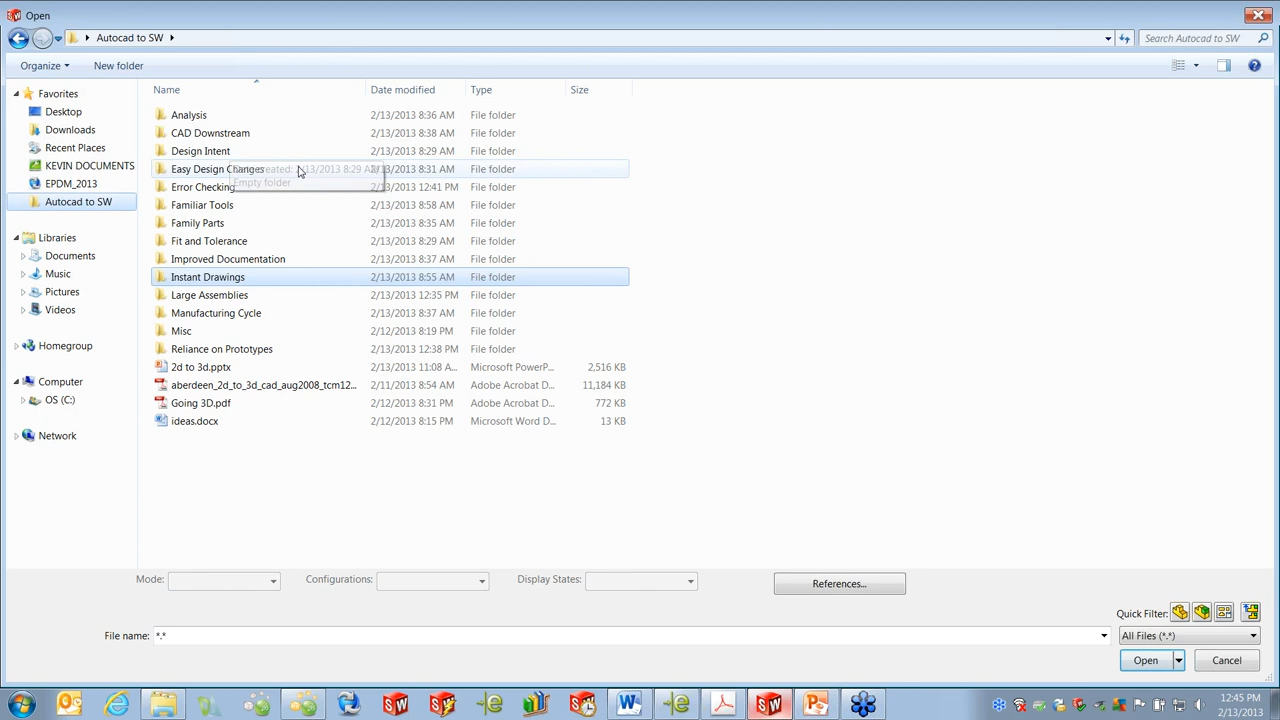 Open
Autocad to SW
Search Autocad to SW
Organize
New folder
Name
Date modified
Type
Size
Favorites
Desktop
Downloads
Recent Places
KEVIN DOCUMENTS
EPDM_2013
Autocad to SW
Libraries
Documents
Music
Pictures
Videos
Homegroup
Computer
OS (C:)
Network
Analysis 2/13/2013 8:36 AM File folder
CAD Downstream 2/13/2013 8:38 AM File folder
Design Intent 2/13/2013 8:29 AM File folder
Easy Design Changes 2/13/2013 8:31 AM File folder
Error Checking 2/13/2013 12:41 PM File folder
Familiar Tools 2/13/2013 8:58 AM File folder
Family Parts 2/13/2013 8:35 AM File folder
Fit and Tolerance 2/13/2013 8:29 AM File folder
Improved Documentation 2/13/2013 8:37 AM File folder
Instant Drawings 2/13/2013 8:55 AM File folder
Large Assemblies 2/13/2013 12:35 PM File folder
Manufacturing Cycle 2/13/2013 8:37 AM File folder
Misc 2/12/2013 8:19 PM File folder
Reliance on Prototypes 2/13/2013 12:38 PM File folder
2d to 3d.pptx 2/13/2013 11:08 A... Microsoft PowerP... 2,516 KB
aberdeen_2d_to_3d_cad_aug2008_tcm12... 2/11/2013 8:54 AM Adobe Acrobat D... 11,184 KB
Going 3D.pdf 2/12/2013 8:31 PM Adobe Acrobat D... 772 KB
ideas.docx 2/12/2013 8:15 PM Microsoft Word D... 13 KB
created: 2/13/2013 8:29 A
Empty folder
Mode:
Configurations:
Display States:
References...
Quick Filter:
File name: *.*
All Files (*.*)
Open
Cancel
12:45 PM
2/13/2013